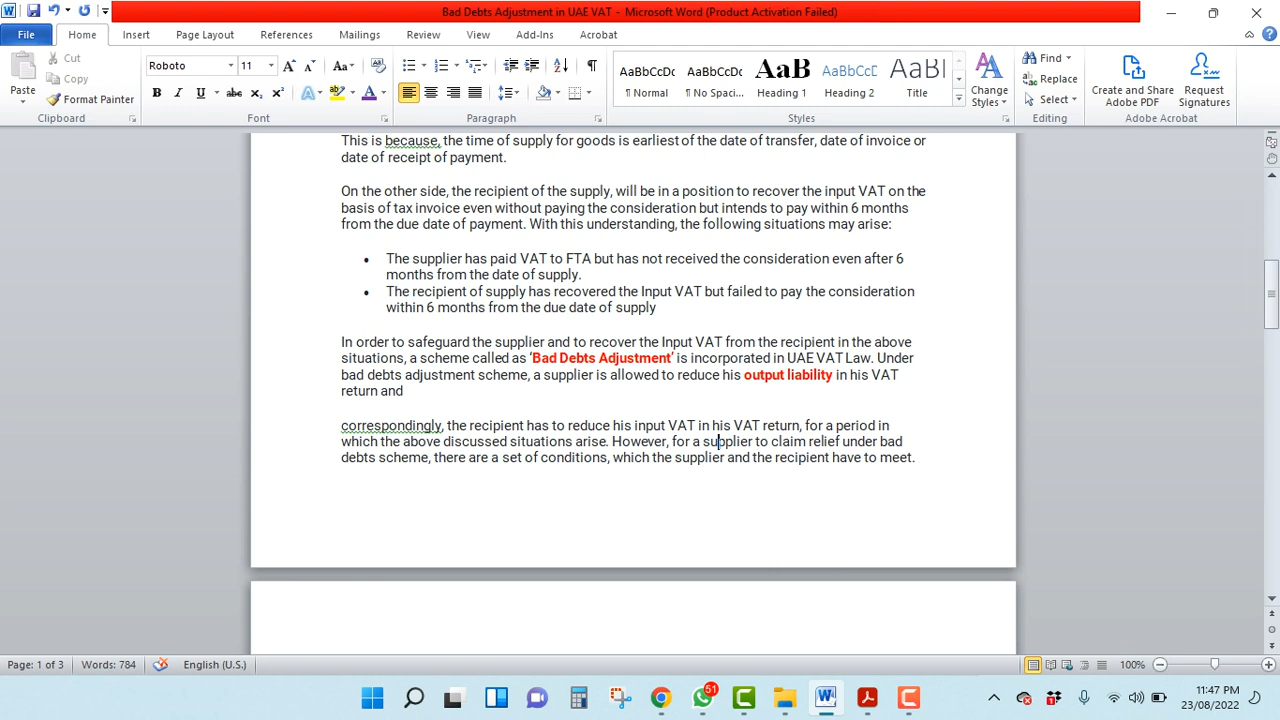 Bad Debts Adjustment in UAE VAT - Microsoft Word (Product Activation Failed)
File Home Insert Page Layout References Mailings Review View Add-Ins Acrobat
Paste
Cut
Copy
Format Painter
Clipboard
Roboto 11
Font
Paragraph
AaBbCcDc AaBbCcDc AaB AaBbCc AaB
¶ Normal ¶ No Spaci... Heading 1 Heading 2 Title
Change Styles
Styles
Find
Replace
Select
Editing
Create and Share Adobe PDF
Request Signatures
Adobe Acrobat
This is because, the time of supply for goods is earliest of the date of transfer, date of invoice or
date of receipt of payment.
On the other side, the recipient of the supply, will be in a position to recover the input VAT on the
basis of tax invoice even without paying the consideration but intends to pay within 6 months
from the due date of payment. With this understanding, the following situations may arise:
• The supplier has paid VAT to FTA but has not received the consideration even after 6
months from the date of supply.
• The recipient of supply has recovered the Input VAT but failed to pay the consideration
within 6 months from the due date of supply
In order to safeguard the supplier and to recover the Input VAT from the recipient in the above
situations, a scheme called as ‘Bad Debts Adjustment’ is incorporated in UAE VAT Law. Under
bad debts adjustment scheme, a supplier is allowed to reduce his output liability in his VAT
return and
correspondingly, the recipient has to reduce his input VAT in his VAT return, for a period in
which the above discussed situations arise. However, for a supplier to claim relief under bad
debts scheme, there are a set of conditions, which the supplier and the recipient have to meet.
Page: 1 of 3 Words: 784 English (U.S.) 100%
51
11:47 PM
23/08/2022